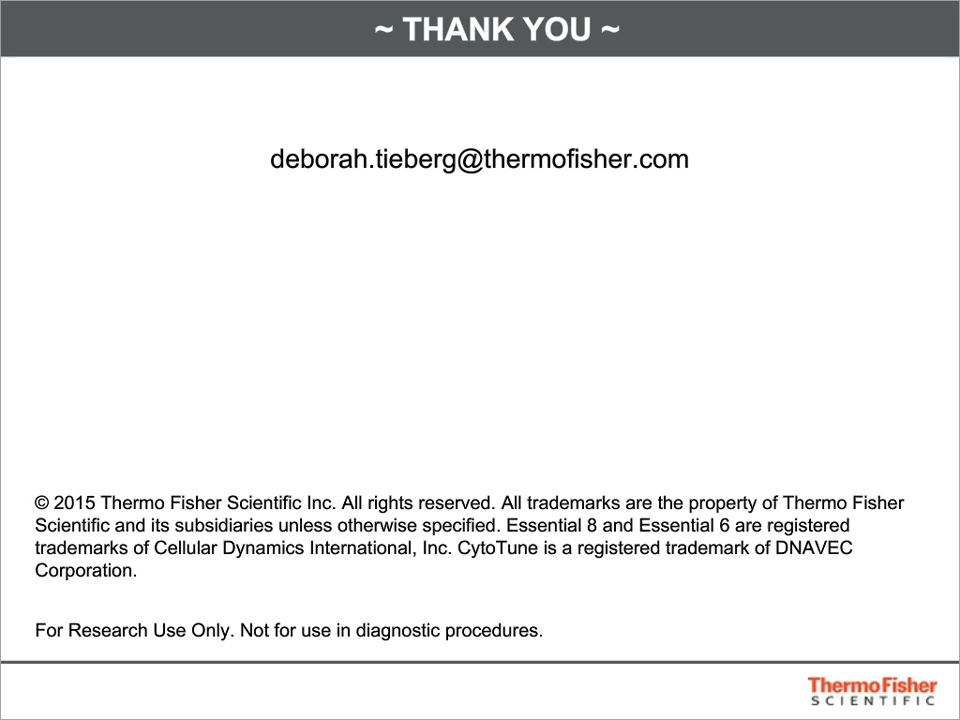 ~ THANK YOU ~
deborah.tieberg@thermofisher.com
© 2015 Thermo Fisher Scientific Inc. All rights reserved. All trademarks are the property of Thermo Fisher
Scientific and its subsidiaries unless otherwise specified. Essential 8 and Essential 6 are registered
trademarks of Cellular Dynamics International, Inc. CytoTune is a registered trademark of DNAVEC
Corporation.
For Research Use Only. Not for use in diagnostic procedures.
ThermoFisher
SCIENTIFIC